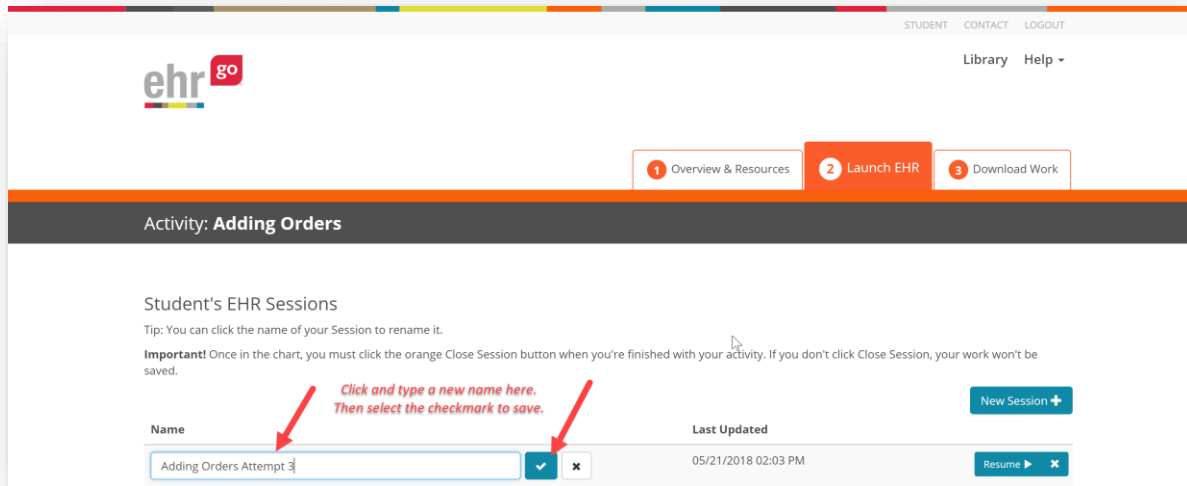 STUDENT CONTACT LOGOUT
ehr go
Library Help
1 Overview & Resources 2 Launch EHR 3 Download Work
Activity: Adding Orders
Student's EHR Sessions
Tip: You can click the name of your Session to rename it.
Important! Once in the chart, you must click the orange Close Session button when you're finished with your activity. If you don't click Close Session, your work won't be
saved.
Click and type a new name here.
Then select the checkmark to save.
New Session
Name Last Updated
Adding Orders Attempt 3 05/21/2018 02:03 PM Resume